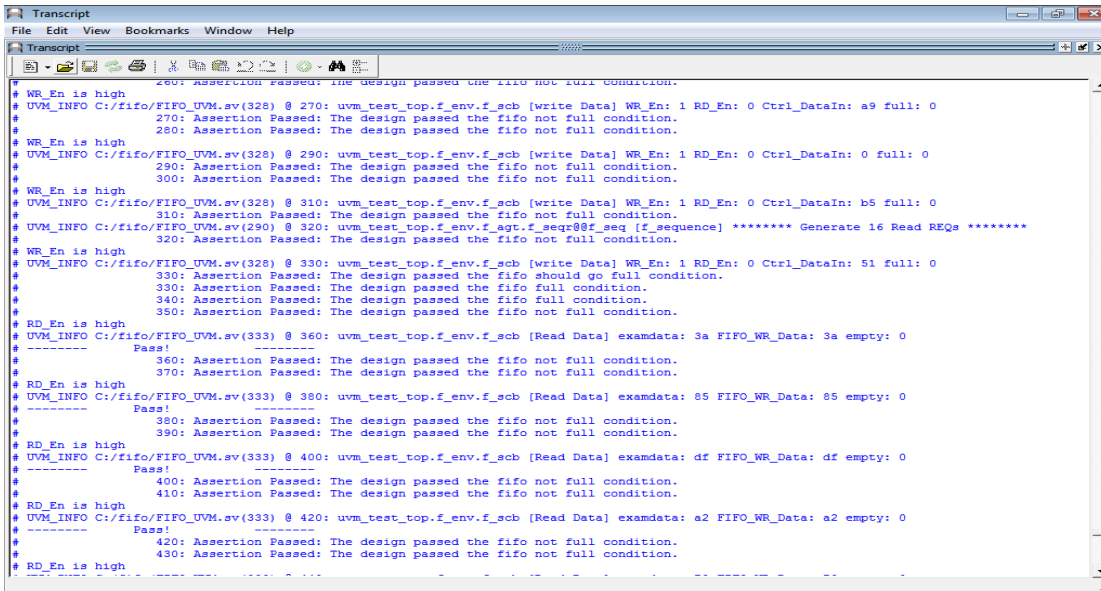 Transcript
File Edit View Bookmarks Window Help
Transcript
# 260: Assertion Passed: The design passed the fifo not full condition.
# WR_En is high
# UVM_INFO C:/fifo/FIFO_UVM.sv(328) @ 270: uvm_test_top.f_env.f_scb [write Data] WR_En: 1 RD_En: 0 Ctrl_DataIn: a9 full: 0
# 270: Assertion Passed: The design passed the fifo not full condition.
# 280: Assertion Passed: The design passed the fifo not full condition.
# WR_En is high
# UVM_INFO C:/fifo/FIFO_UVM.sv(328) @ 290: uvm_test_top.f_env.f_scb [write Data] WR_En: 1 RD_En: 0 Ctrl_DataIn: 0 full: 0
# 290: Assertion Passed: The design passed the fifo not full condition.
# 300: Assertion Passed: The design passed the fifo not full condition.
# WR_En is high
# UVM_INFO C:/fifo/FIFO_UVM.sv(328) @ 310: uvm_test_top.f_env.f_scb [write Data] WR_En: 1 RD_En: 0 Ctrl_DataIn: b5 full: 0
# 310: Assertion Passed: The design passed the fifo not full condition.
# UVM_INFO C:/fifo/FIFO_UVM.sv(290) @ 320: uvm_test_top.f_env.f_agt.f_seqr@@f_seq [f_sequence] ******** Generate 16 Read REQs ********
# 320: Assertion Passed: The design passed the fifo not full condition.
# WR_En is high
# UVM_INFO C:/fifo/FIFO_UVM.sv(328) @ 330: uvm_test_top.f_env.f_scb [write Data] WR_En: 1 RD_En: 0 Ctrl_DataIn: 51 full: 0
# 330: Assertion Passed: The design passed the fifo should go full condition.
# 330: Assertion Passed: The design passed the fifo full condition.
# 340: Assertion Passed: The design passed the fifo full condition.
# 350: Assertion Passed: The design passed the fifo not full condition.
# RD_En is high
# UVM_INFO C:/fifo/FIFO_UVM.sv(333) @ 360: uvm_test_top.f_env.f_scb [Read Data] examdata: 3a FIFO_WR_Data: 3a empty: 0
# -------- Pass! --------
# 360: Assertion Passed: The design passed the fifo not full condition.
# 370: Assertion Passed: The design passed the fifo not full condition.
# RD_En is high
# UVM_INFO C:/fifo/FIFO_UVM.sv(333) @ 380: uvm_test_top.f_env.f_scb [Read Data] examdata: 85 FIFO_WR_Data: 85 empty: 0
# -------- Pass! --------
# 380: Assertion Passed: The design passed the fifo not full condition.
# 390: Assertion Passed: The design passed the fifo not full condition.
# RD_En is high
# UVM_INFO C:/fifo/FIFO_UVM.sv(333) @ 400: uvm_test_top.f_env.f_scb [Read Data] examdata: df FIFO_WR_Data: df empty: 0
# -------- Pass! --------
# 400: Assertion Passed: The design passed the fifo not full condition.
# 410: Assertion Passed: The design passed the fifo not full condition.
# RD_En is high
# UVM_INFO C:/fifo/FIFO_UVM.sv(333) @ 420: uvm_test_top.f_env.f_scb [Read Data] examdata: a2 FIFO_WR_Data: a2 empty: 0
# -------- Pass! --------
# 420: Assertion Passed: The design passed the fifo not full condition.
# 430: Assertion Passed: The design passed the fifo not full condition.
# RD_En is high